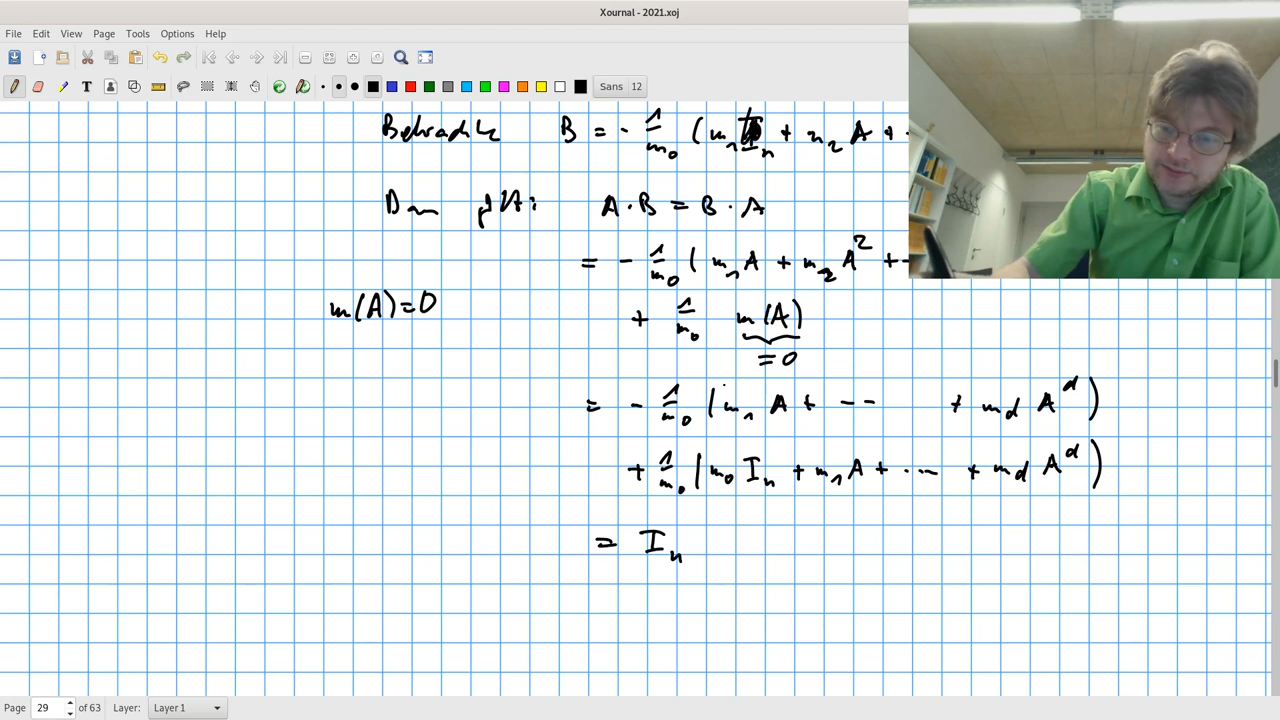 Xournal - 2021.xoj
File Edit View Page Tools Options Help
T Sans 12
Betrachte B = - 1/m₀ (m₁ Iₙ + m₂ A +
Dann gilt: A · B = B · A
= - 1/m₀ ( m₁ A + m₂ A² + -
m(A)=0
+ 1/m₀ m(A)
= 0
= - 1/m₀ ( m₁ A + - - + m_d A^d )
+ 1/m₀ ( m₀ Iₙ + m₁ A + ... + m_d A^d )
= Iₙ
Page 29 of 63 Layer: Layer 1